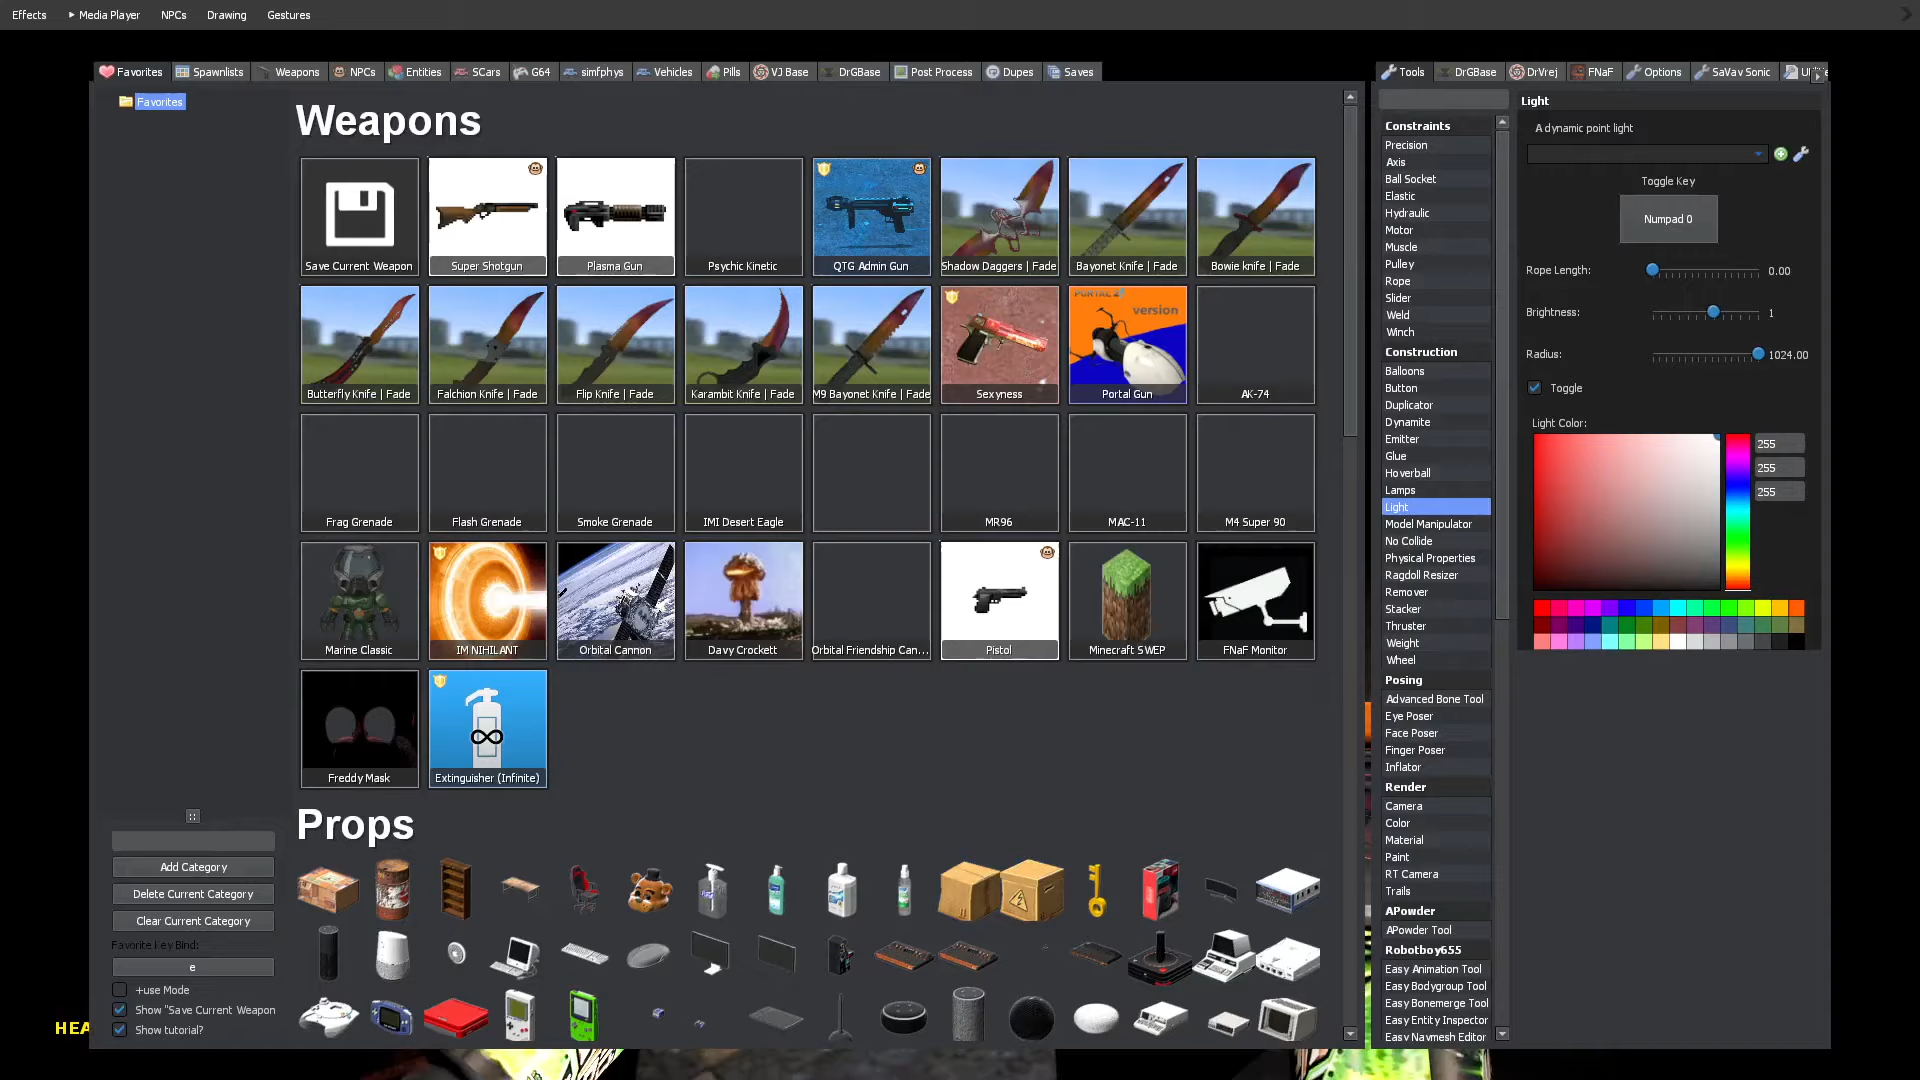 Effects
Media Player
NPCs
Drawing
Gestures
Favorites
Spawnlists
Weapons
NPCs
Entities
SCars
G64
simfphys
Vehicles
Pills
VJ Base
DrGBase
Post Process
Dupes
Saves
Favorites
Weapons
Save Current Weapon
Super Shotgun
Plasma Gun
Psychic Kinetic
QTG Admin Gun
Shadow Daggers | Fade
Bayonet Knife | Fade
Bowie knife | Fade
Butterfly Knife | Fade
Falchion Knife | Fade
Flip Knife | Fade
Karambit Knife | Fade
M9 Bayonet Knife | Fade
Sexyness
PORTAL 2
version
Portal Gun
AK-74
Frag Grenade
Flash Grenade
Smoke Grenade
IMI Desert Eagle
MR96
MAC-11
M4 Super 90
Marine Classic
IM NIHILANT
Orbital Cannon
Davy Crockett
Orbital Friendship Can...
Pistol
Minecraft SWEP
FNaF Monitor
Freddy Mask
Extinguisher (Infinite)
Props
Add Category
Delete Current Category
Clear Current Category
Favorite Key Bind:
e
+use Mode
Show "Save Current Weapon
Show tutorial?
HEA
Tools
DrGBase
DrVrej
FNaF
Options
SaVav Sonic
Constraints
Precision
Axis
Ball Socket
Elastic
Hydraulic
Motor
Muscle
Pulley
Rope
Slider
Weld
Winch
Construction
Balloons
Button
Duplicator
Dynamite
Emitter
Glue
Hoverball
Lamps
Light
Model Manipulator
No Collide
Physical Properties
Ragdoll Resizer
Remover
Stacker
Thruster
Weight
Wheel
Posing
Advanced Bone Tool
Eye Poser
Face Poser
Finger Poser
Inflator
Render
Camera
Color
Material
Paint
RT Camera
Trails
APowder
APowder Tool
Robotboy655
Easy Animation Tool
Easy Bodygroup Tool
Easy Bonemerge Tool
Easy Entity Inspector
Easy Navmesh Editor
Light
A dynamic point light
Toggle Key
Numpad 0
Rope Length:
0.00
Brightness:
1
Radius:
1024.00
Toggle
Light Color:
255
255
255